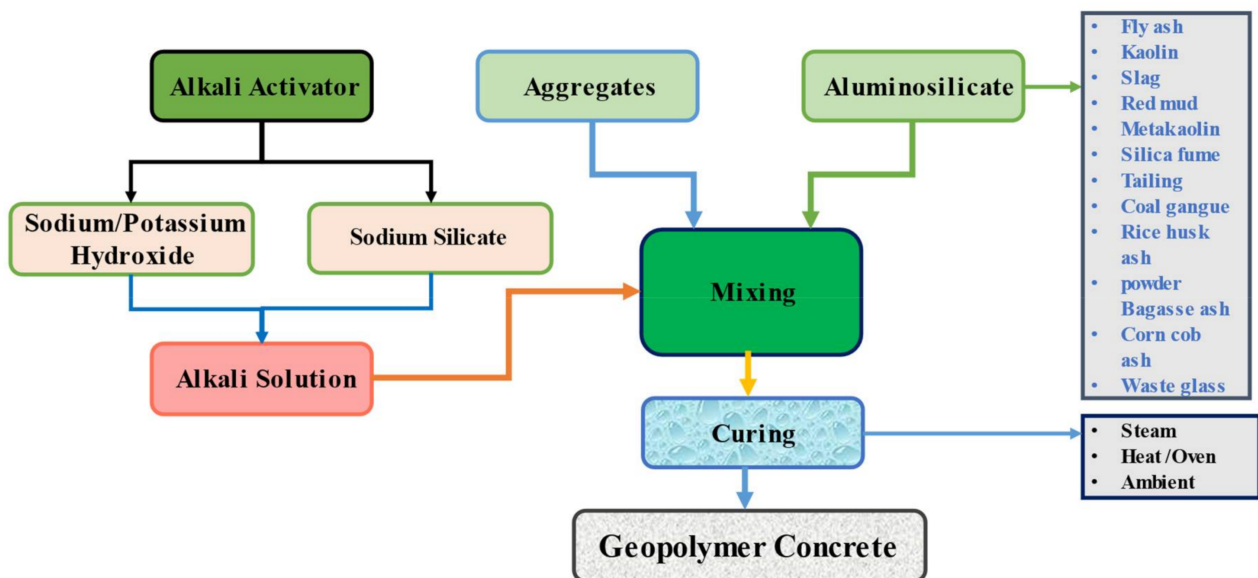 Alkali Activator
Aggregates
Aluminosilicate
• Fly ash
• Kaolin
• Slag
• Red mud
• Metakaolin
• Silica fume
• Tailing
• Coal gangue
• Rice husk
ash
• powder
Bagasse ash
• Corn cob
ash
• Waste glass
Sodium/Potassium
Hydroxide
Sodium Silicate
Mixing
Alkali Solution
Curing
• Steam
• Heat /Oven
• Ambient
Geopolymer Concrete